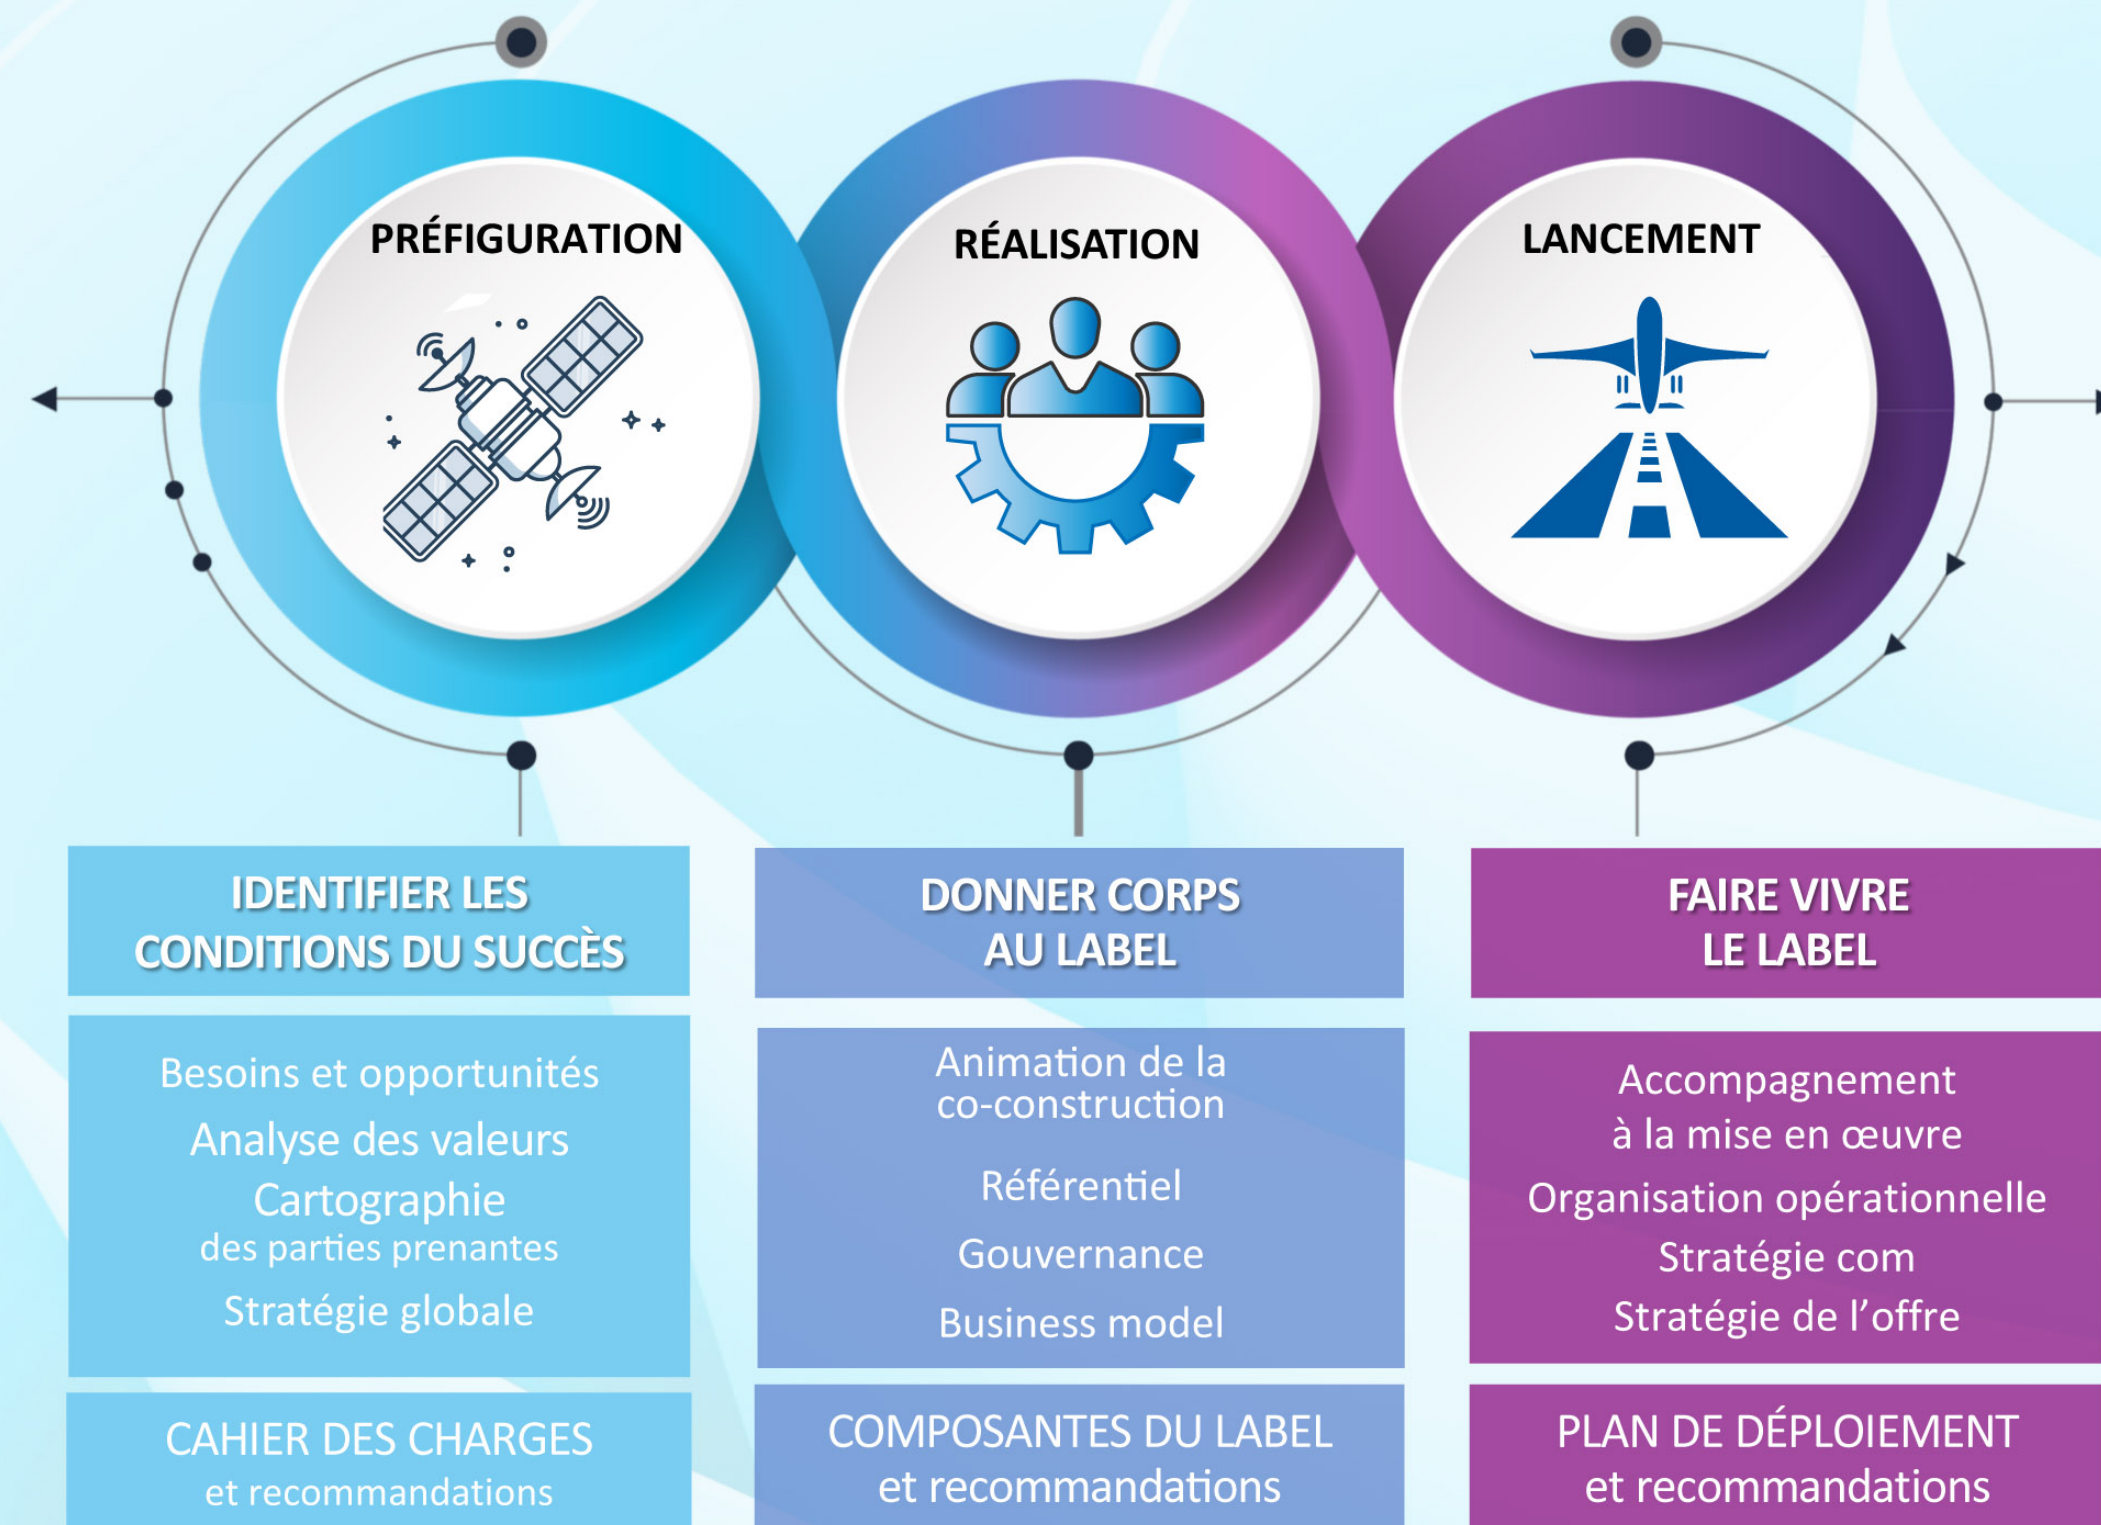 PRÉFIGURATION
RÉALISATION
LANCEMENT
IDENTIFIER LES
CONDITIONS DU SUCCÈS
Besoins et opportunités
Analyse des valeurs
Cartographie
des parties prenantes
Stratégie globale
CAHIER DES CHARGES
et recommandations
DONNER CORPS
AU LABEL
Animation de la
co-construction
Référentiel
Gouvernance
Business model
COMPOSANTES DU LABEL
et recommandations
FAIRE VIVRE
LE LABEL
Accompagnement
à la mise en œuvre
Organisation opérationnelle
Stratégie com
Stratégie de l’offre
PLAN DE DÉPLOIEMENT
et recommandations